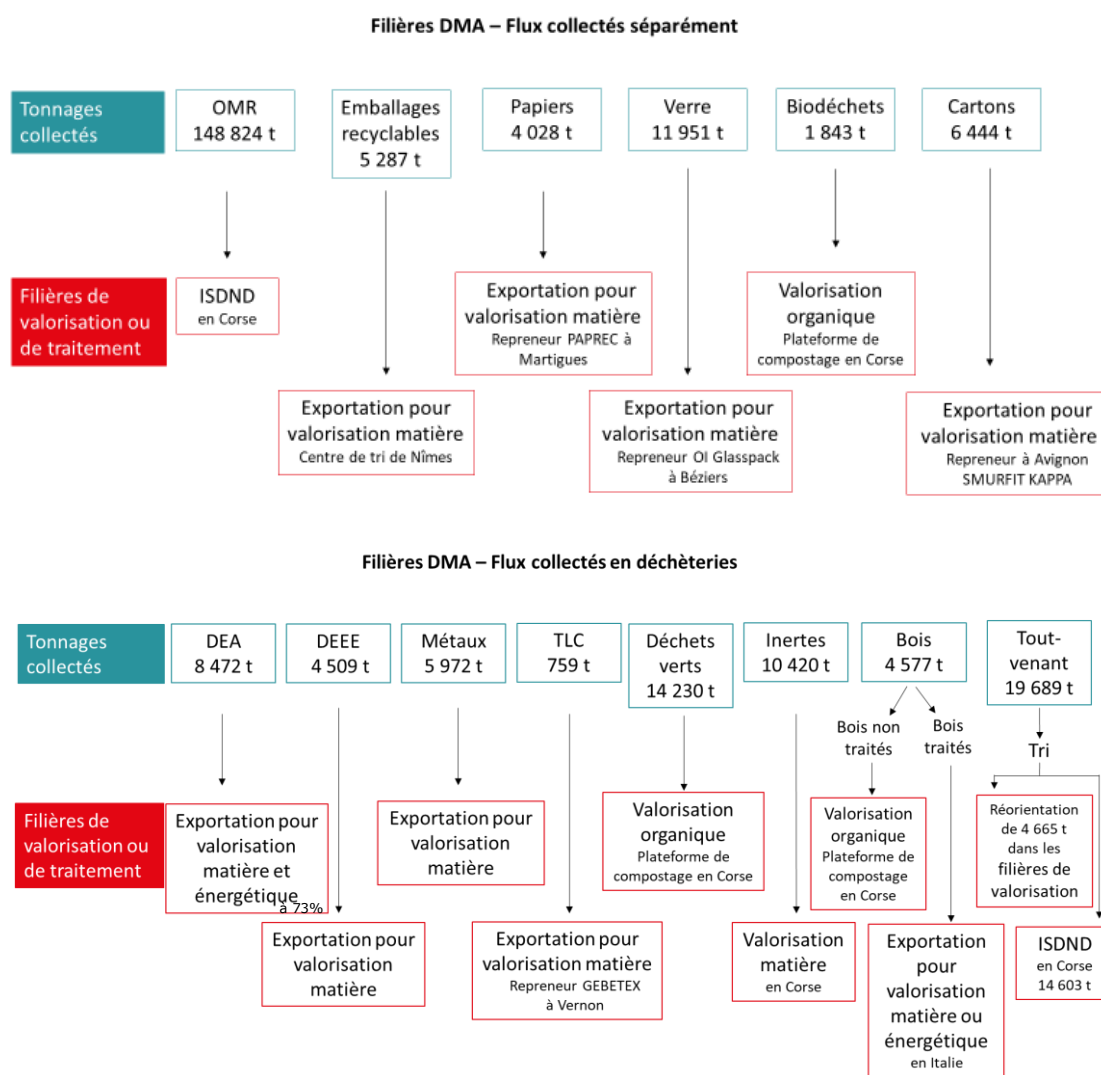 Filières DMA – Flux collectés séparément
Tonnages
collectés
OMR
148 824 t
Emballages
recyclables
5 287 t
Papiers
4 028 t
Verre
11 951 t
Biodéchets
1 843 t
Cartons
6 444 t
Filières de
valorisation ou
de traitement
ISDND
en Corse
Exportation pour
valorisation matière
Repreneur PAPREC à
Martigues
Valorisation
organique
Plateforme de
compostage en Corse
Exportation pour
valorisation matière
Centre de tri de Nîmes
Exportation pour
valorisation matière
Repreneur OI Glasspack
à Béziers
Exportation pour
valorisation matière
Repreneur à Avignon
SMURFIT KAPPA
Filières DMA – Flux collectés en déchèteries
Tonnages
collectés
DEA
8 472 t
DEEE
4 509 t
Métaux
5 972 t
TLC
759 t
Déchets
verts
14 230 t
Inertes
10 420 t
Bois
4 577 t
Tout-
venant
19 689 t
Bois non
traités
Bois
traités
Tri
Filières de
valorisation ou
de traitement
Exportation pour
valorisation
matière et
énergétique
à 73%
Exportation pour
valorisation
matière
Valorisation
organique
Plateforme de
compostage en Corse
Valorisation
organique
Plateforme de
compostage
en Corse
Réorientation
de 4 665 t
dans les
filières de
valorisation
Exportation pour
valorisation
matière
Exportation pour
valorisation matière
Repreneur GEBETEX
à Vernon
Valorisation
matière
en Corse
Exportation
pour
valorisation
matière ou
énergétique
en Italie
ISDND
en Corse
14 603 t